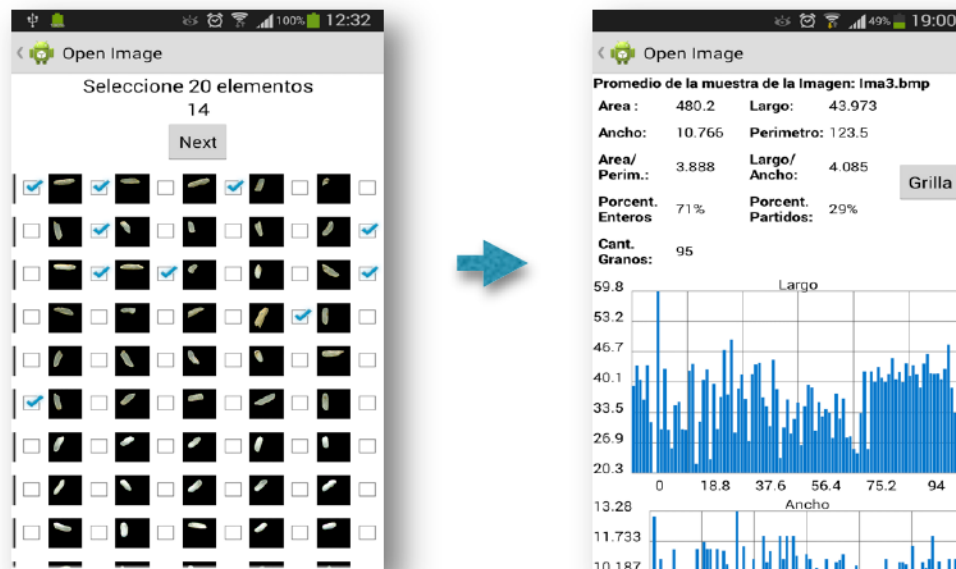 100% 12:32
Open Image
Seleccione 20 elementos
14
Next
49% 19:00
Open Image
Promedio de la muestra de la Imagen: Ima3.bmp
Area : 480.2 Largo: 43.973
Ancho: 10.766 Perimetro: 123.5
Area/ Perim.: 3.888 Largo/ Ancho: 4.085
Grilla
Porcent. Enteros 71% Porcent. Partidos: 29%
Cant. Granos: 95
Largo
59.8
53.2
46.7
40.1
33.5
26.9
20.3
0 18.8 37.6 56.4 75.2 94
Ancho
13.28
11.733
10.187